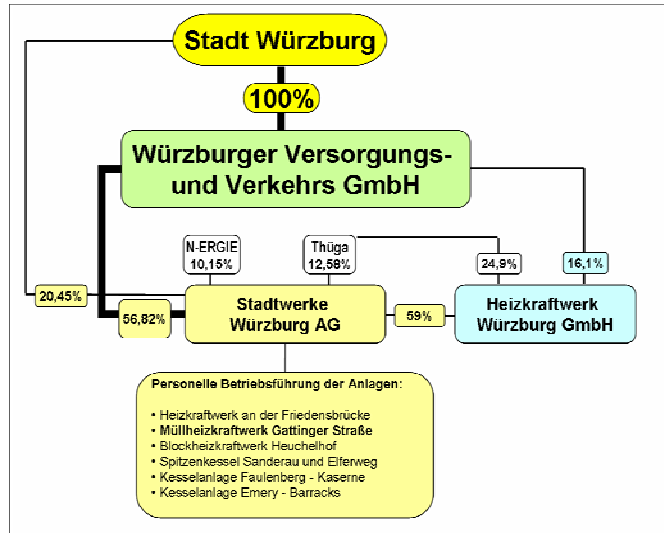 Stadt Würzburg
100%
Würzburger Versorgungs-
und Verkehrs GmbH
N-ERGIE
10,15%
Thüga
12,58%
24,9%
16,1%
20,45%
56,82%
Stadtwerke
Würzburg AG
59%
Heizkraftwerk
Würzburg GmbH
Personelle Betriebsführung der Anlagen:
• Heizkraftwerk an der Friedensbrücke
• Müllheizkraftwerk Gattinger Straße
• Blockheizkraftwerk Heuchelhof
• Spitzenkessel Sanderau und Elferweg
• Kesselanlage Faulenberg - Kaserne
• Kesselanlage Emery - Barracks